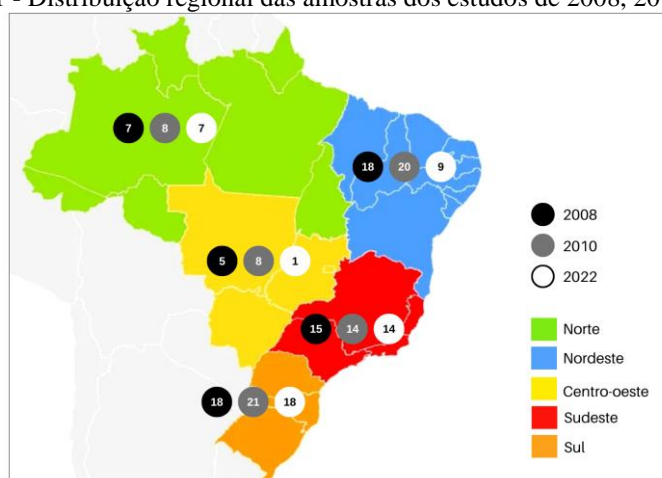 - Distribuição regional das amostras dos estudos de 2008, 20
7 8 7
18 20 9
2008
2010
5 8 1
2022
15 14 14
Norte
Nordeste
Centro-oeste
18 21 18
Sudeste
Sul